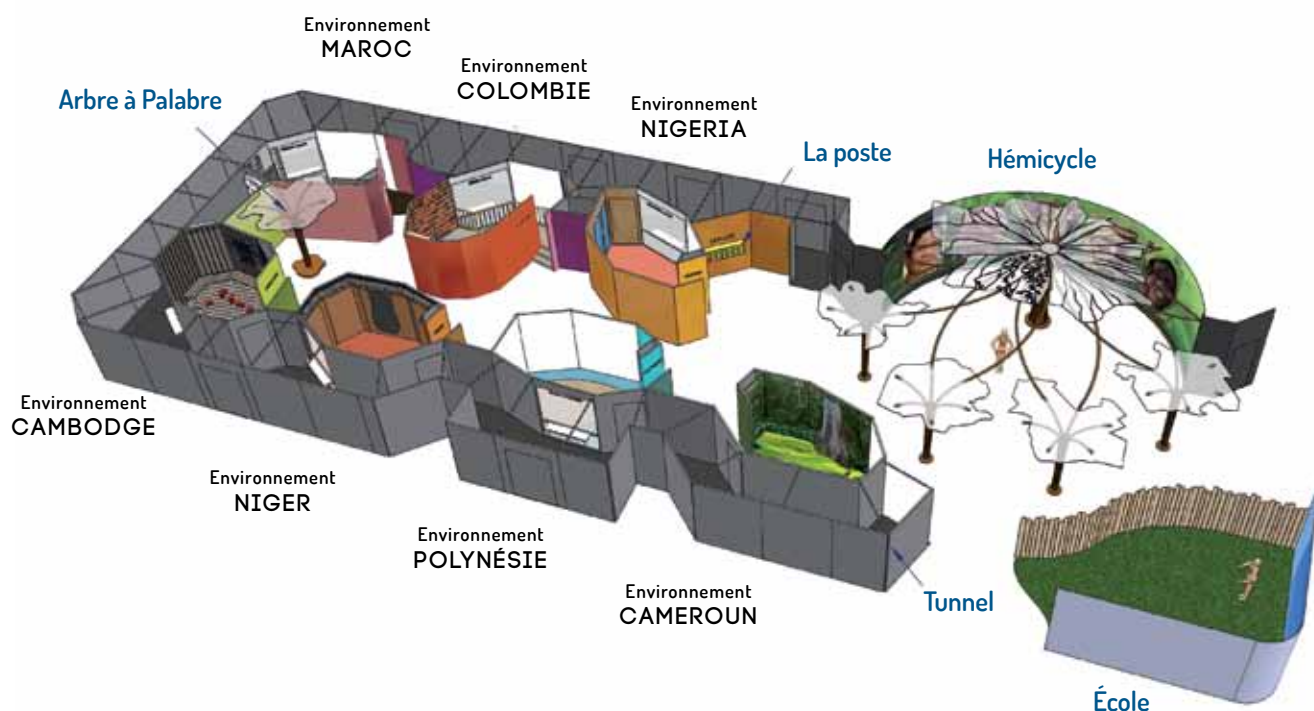 Environnement
MAROC
Environnement
COLOMBIE
Arbre à Palabre
Environnement
NIGERIA
La poste
Hémicycle
Environnement
CAMBODGE
Environnement
NIGER
Environnement
POLYNÉSIE
Environnement
CAMEROUN
Tunnel
École